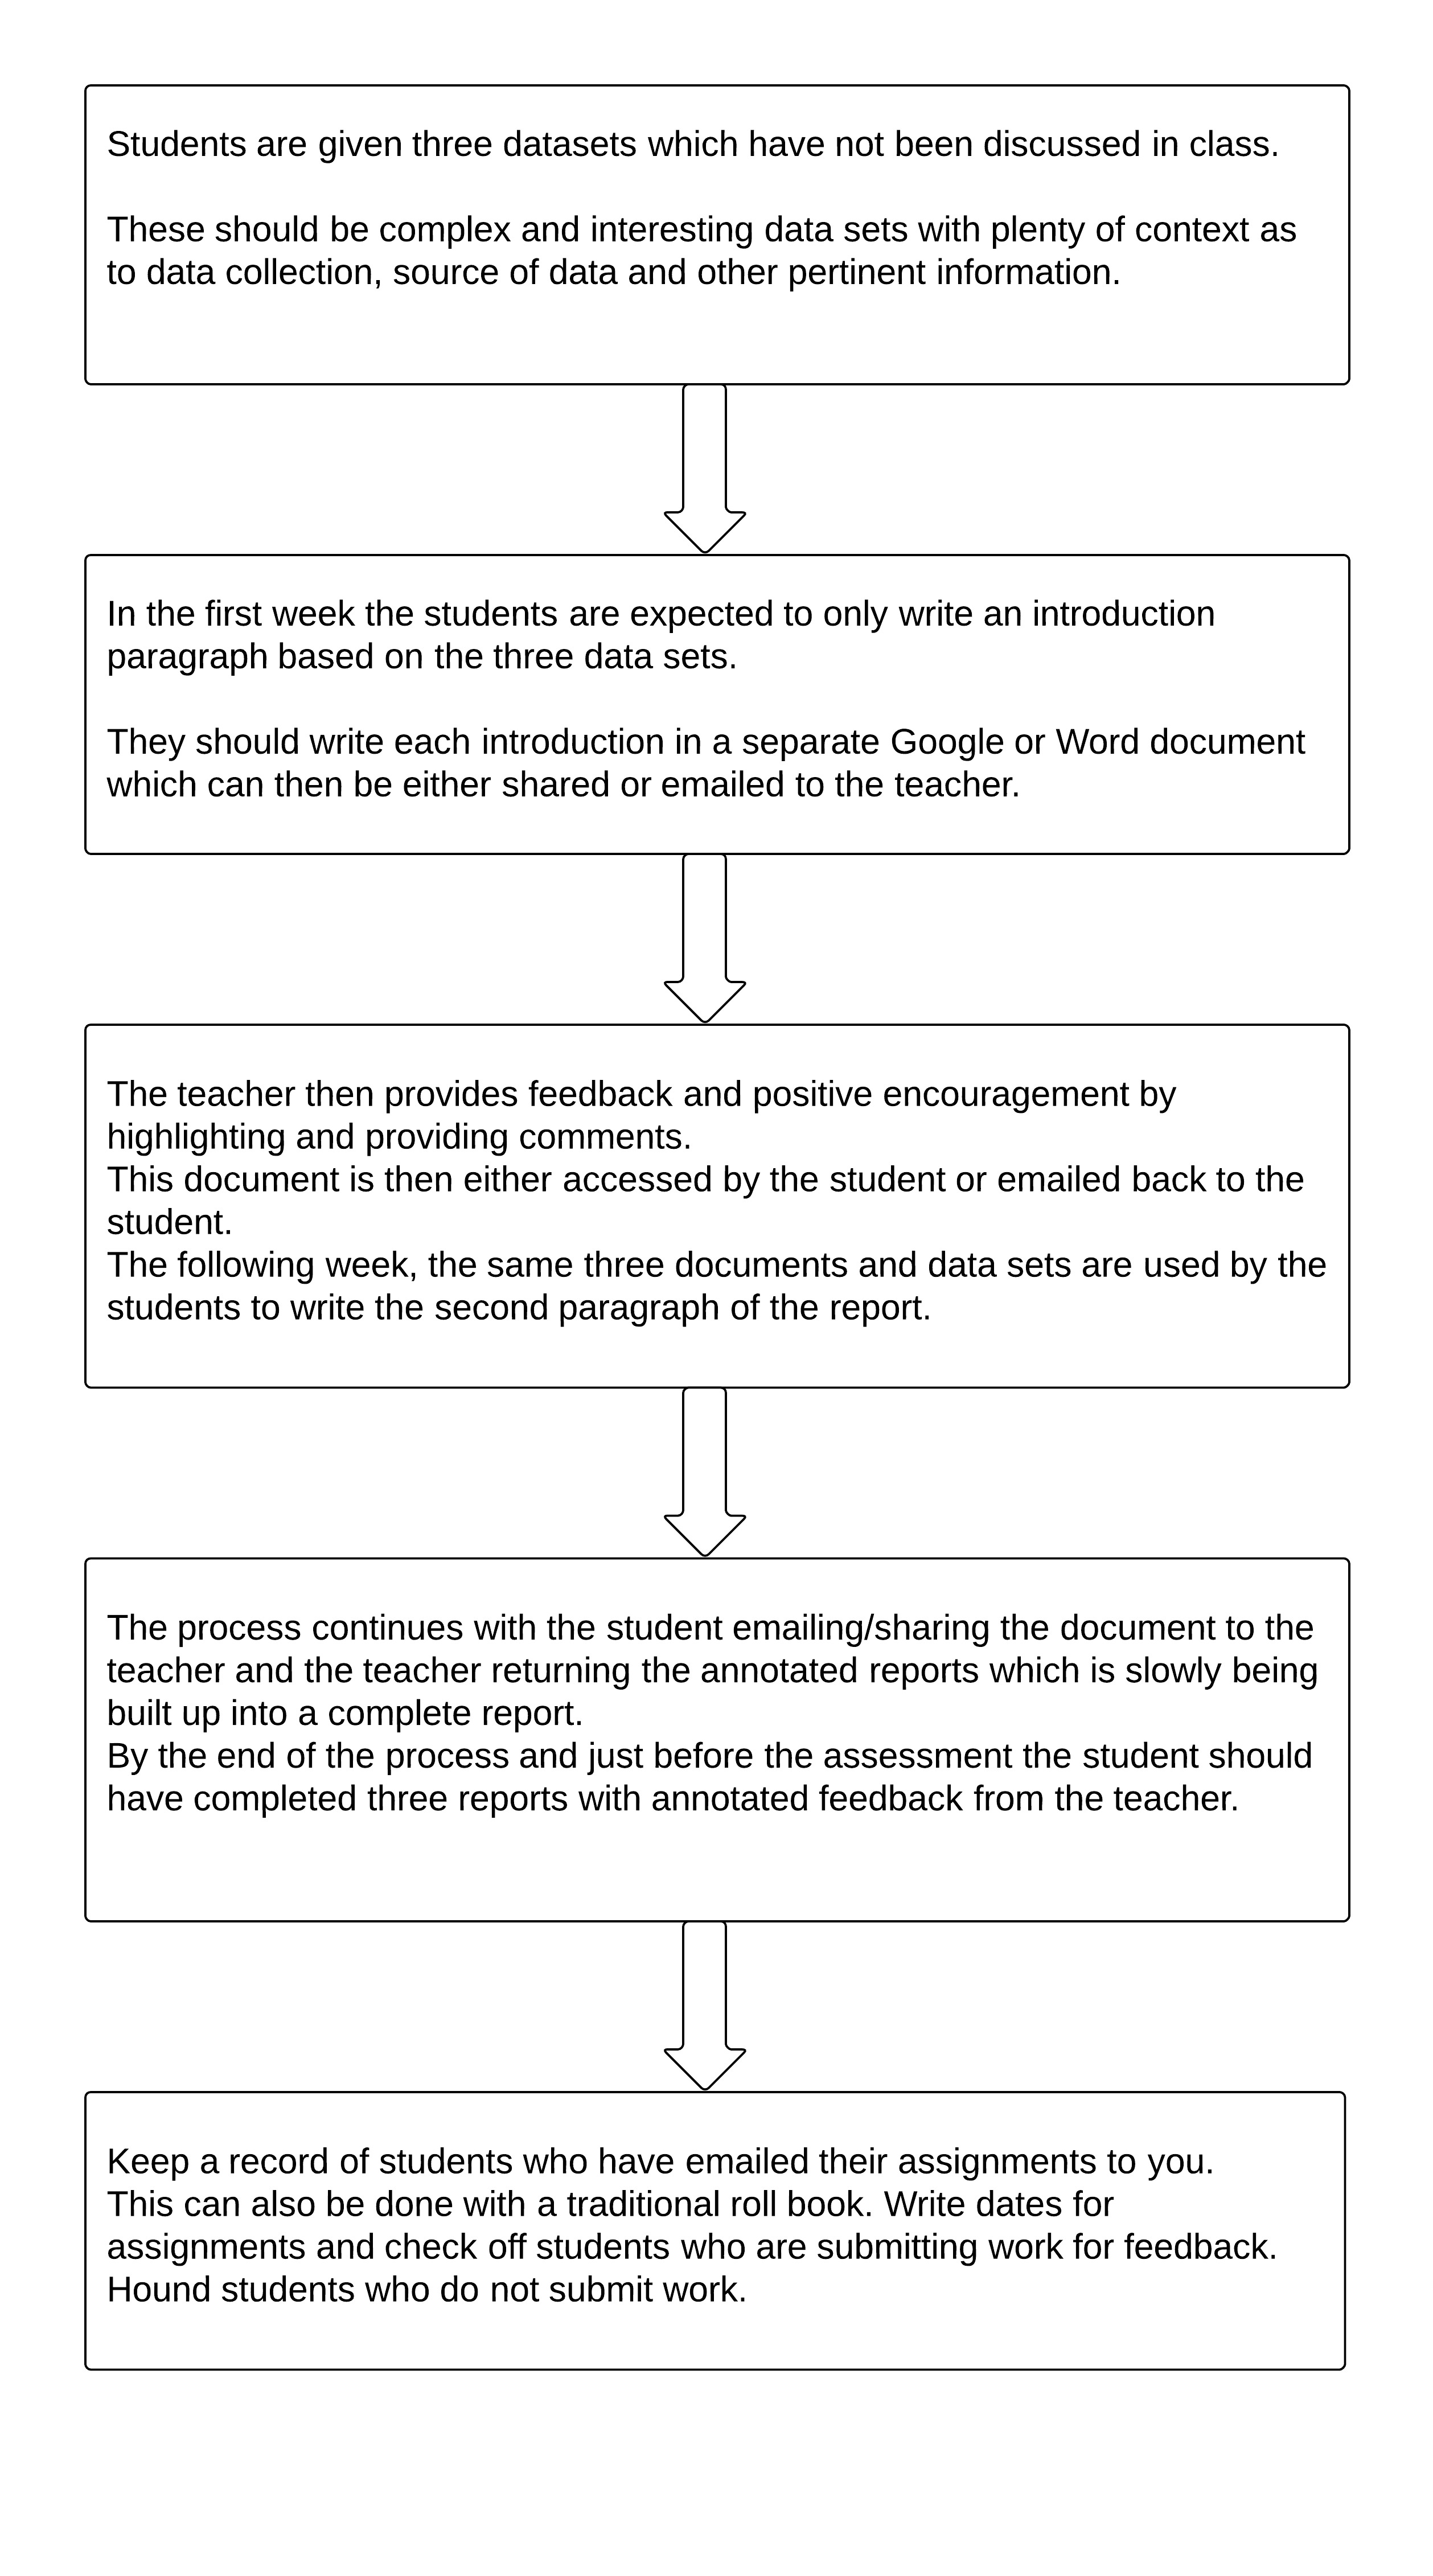 Students are given three datasets which have not been discussed in class.
These should be complex and interesting data sets with plenty of context as
to data collection, source of data and other pertinent information.
In the first week the students are expected to only write an introduction
paragraph based on the three data sets.
They should write each introduction in a separate Google or Word document
which can then be either shared or emailed to the teacher.
The teacher then provides feedback and positive encouragement by
highlighting and providing comments.
This document is then either accessed by the student or emailed back to the
student.
The following week, the same three documents and data sets are used by the
students to write the second paragraph of the report.
The process continues with the student emailing/sharing the document to the
teacher and the teacher returning the annotated reports which is slowly being
built up into a complete report.
By the end of the process and just before the assessment the student should
have completed three reports with annotated feedback from the teacher.
Keep a record of students who have emailed their assignments to you.
This can also be done with a traditional roll book. Write dates for
assignments and check off students who are submitting work for feedback.
Hound students who do not submit work.